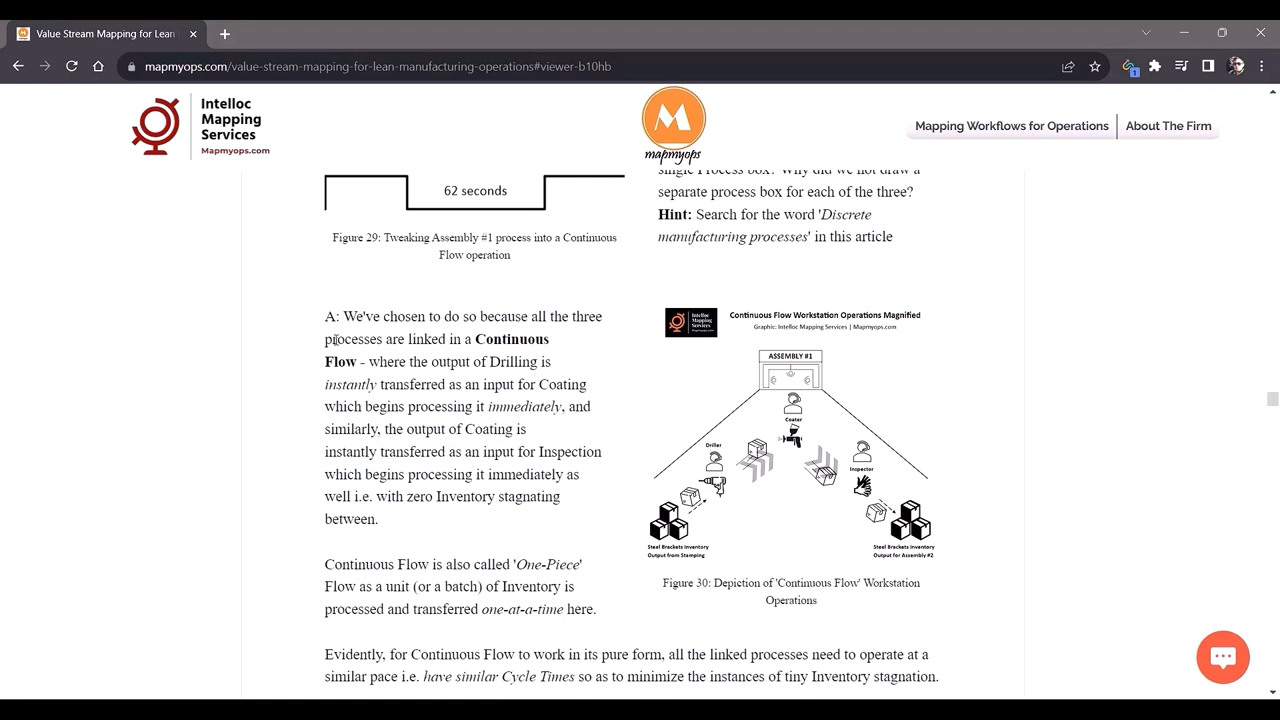 Value Stream Mapping for Lean
mapmyops.com/value-stream-mapping-for-lean-manufacturing-operations#viewer-b10hb
Intelloc
Mapping
Services
Mapmyops.com
mapmyops
Mapping Workflows for Operations
About The Firm
62 seconds
Figure 29: Tweaking Assembly #1 process into a Continuous
Flow operation
single Process box? Why did we not draw a
separate process box for each of the three?
Hint: Search for the word 'Discrete
manufacturing processes' in this article
A: We've chosen to do so because all the three
processes are linked in a Continuous
Flow - where the output of Drilling is
instantly transferred as an input for Coating
which begins processing it immediately, and
similarly, the output of Coating is
instantly transferred as an input for Inspection
which begins processing it immediately as
well i.e. with zero Inventory stagnating
between.
Continuous Flow is also called 'One-Piece'
Flow as a unit (or a batch) of Inventory is
processed and transferred one-at-a-time here.
Intelloc
Mapping
Services
Continuous Flow Workstation Operations Magnified
Graphic: Intelloc Mapping Services | Mapmyops.com
ASSEMBLY #1
Coater
Driller
Inspector
Steel Brackets Inventory
Output from Stamping
Steel Brackets Inventory
Output for Assembly #2
Figure 30: Depiction of 'Continuous Flow' Workstation
Operations
Evidently, for Continuous Flow to work in its pure form, all the linked processes need to operate at a
similar pace i.e. have similar Cycle Times so as to minimize the instances of tiny Inventory stagnation.